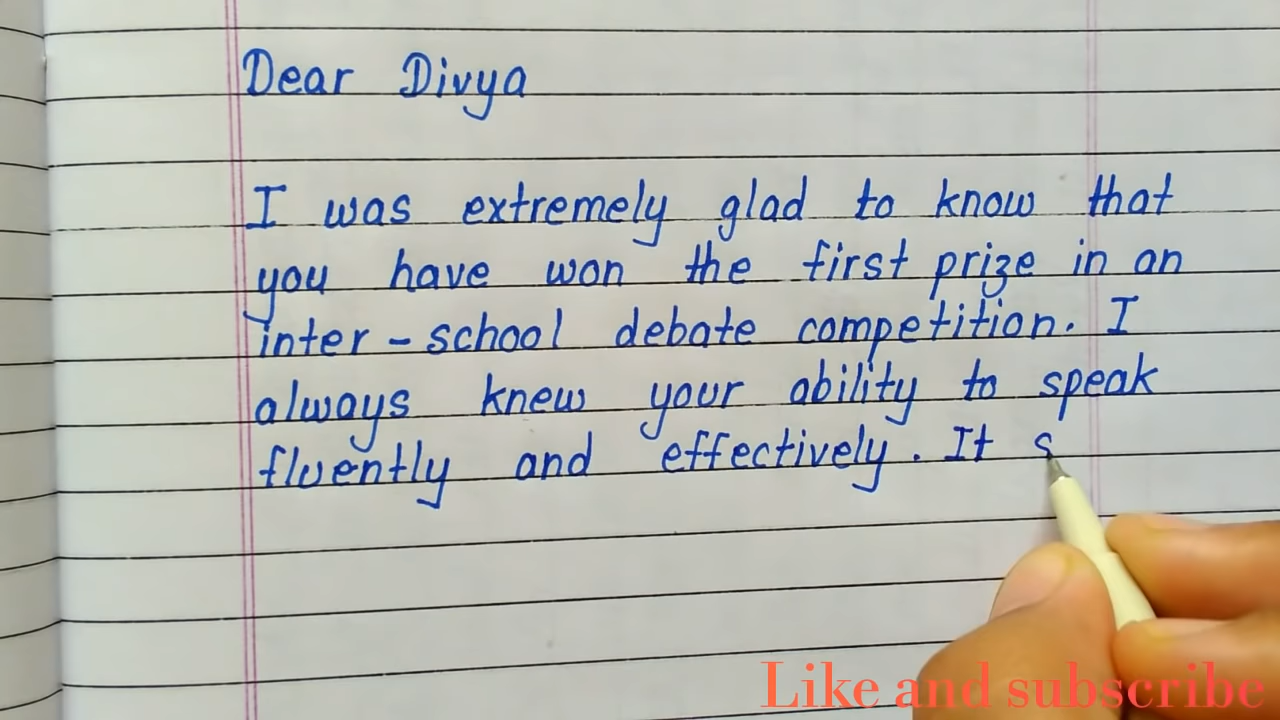 Dear Divya
I was extremely glad to know that
you have won the first prize in an
inter-school debate competition. I
always knew your ability to speak
fluently and effectively. It s
Like and subscribe